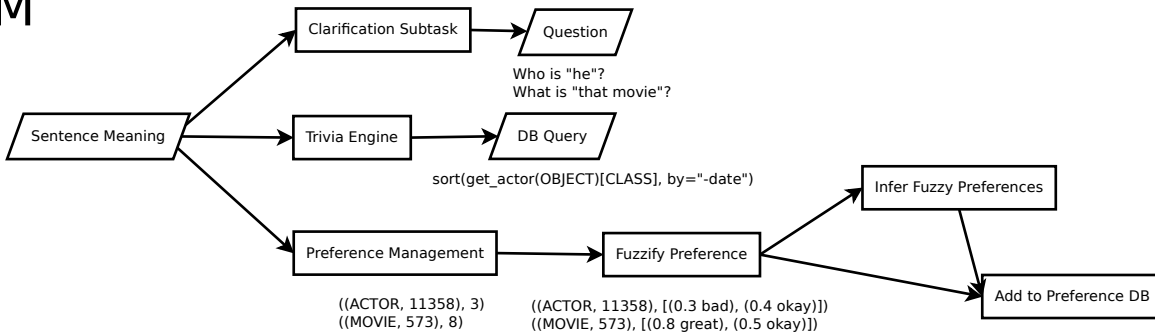 Clarification Subtask
Question
Who is "he"?
What is "that movie"?
Sentence Meaning
Trivia Engine
DB Query
sort(get_actor(OBJECT)[CLASS], by="-date")
Infer Fuzzy Preferences
Preference Management
Fuzzify Preference
Add to Preference DB
((ACTOR, 11358), 3)
((MOVIE, 573), 8)
((ACTOR, 11358), [(0.3 bad), (0.4 okay)])
((MOVIE, 573), [(0.8 great), (0.5 okay)])